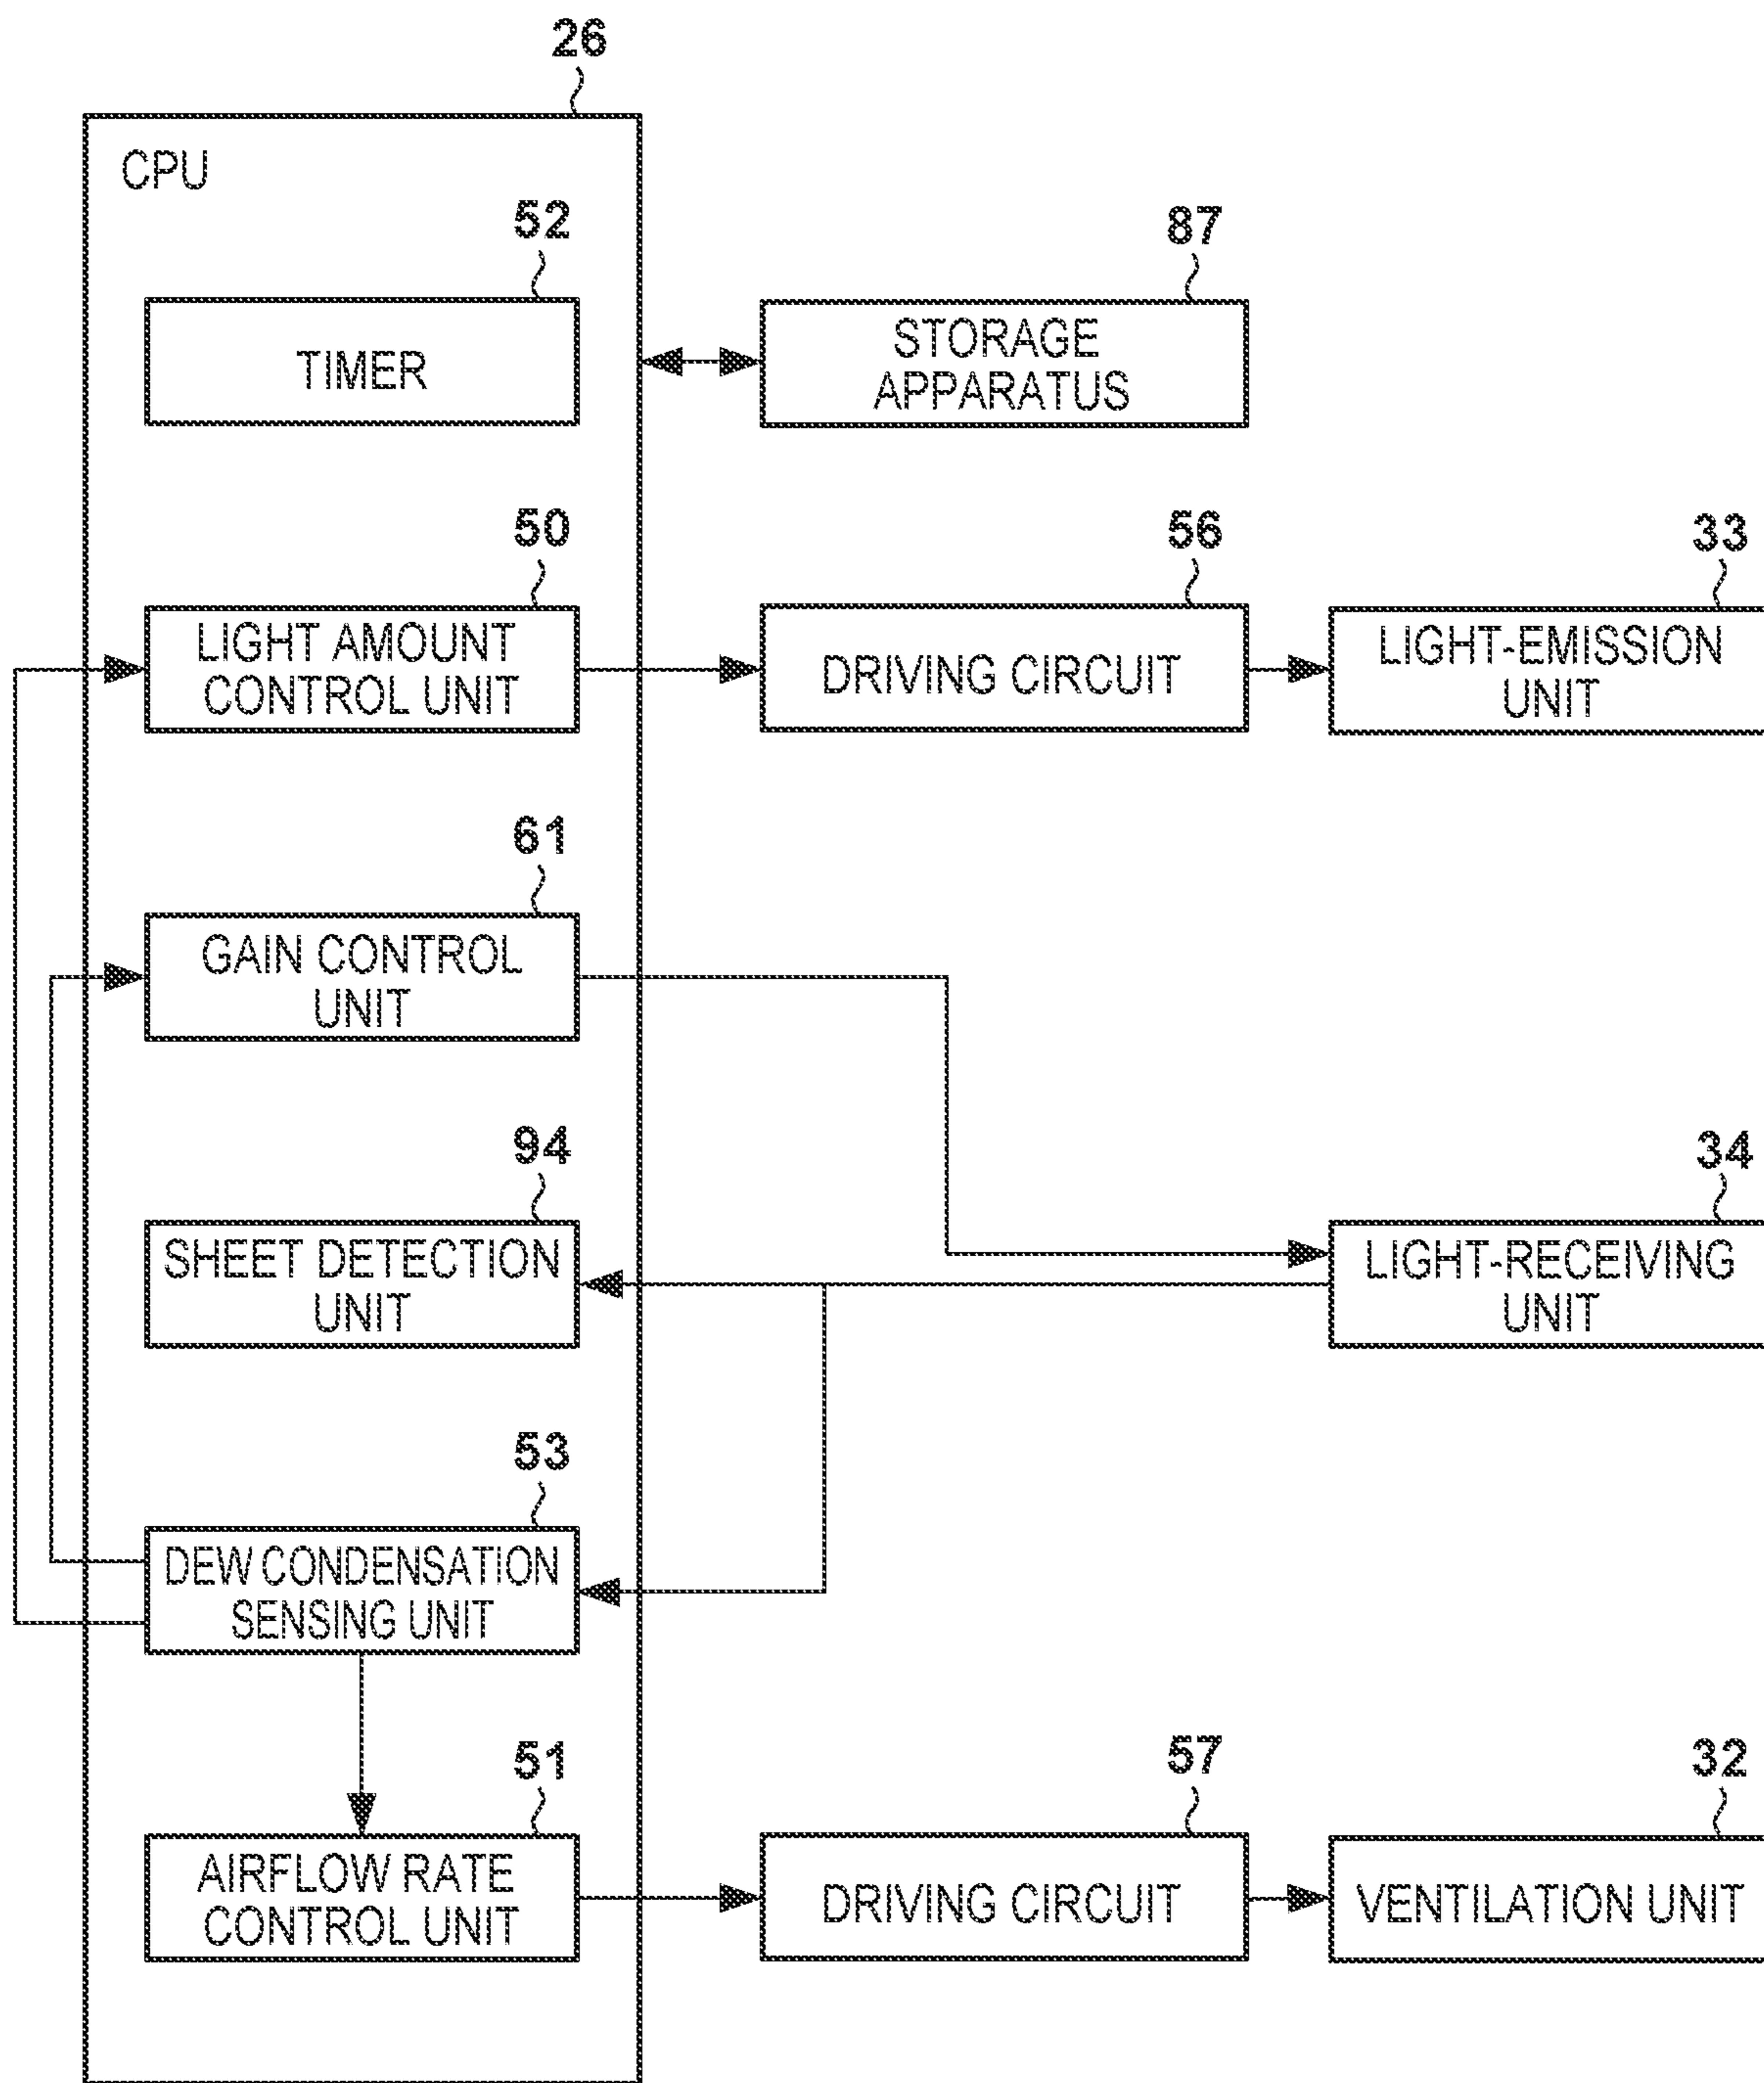 26
CPU
52
87
TIMER
STORAGE
APPARATUS
50
56
33
LIGHT AMOUNT
CONTROL UNIT
DRIVING CIRCUIT
LIGHT-EMISSION
UNIT
61
GAIN CONTROL
UNIT
94
34
SHEET DETECTION
UNIT
LIGHT-RECEIVING
UNIT
53
DEW CONDENSATION
SENSING UNIT
51
57
32
AIRFLOW RATE
CONTROL UNIT
DRIVING CIRCUIT
VENTILATION UNIT